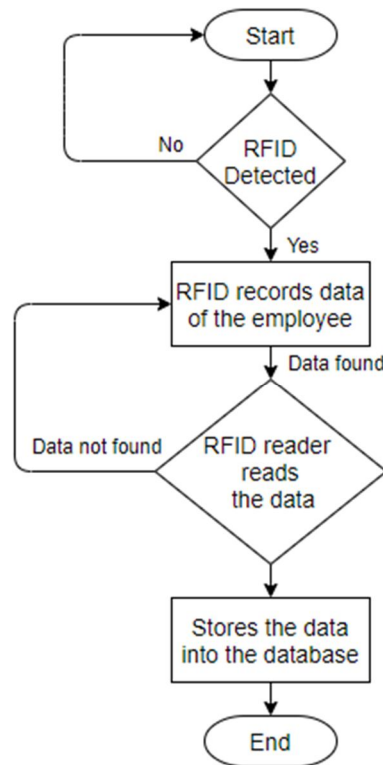 Start
No
RFID
Detected
Yes
RFID records data
of the employee
Data found
Data not found
RFID reader
reads
the data
Stores the data
into the database
End